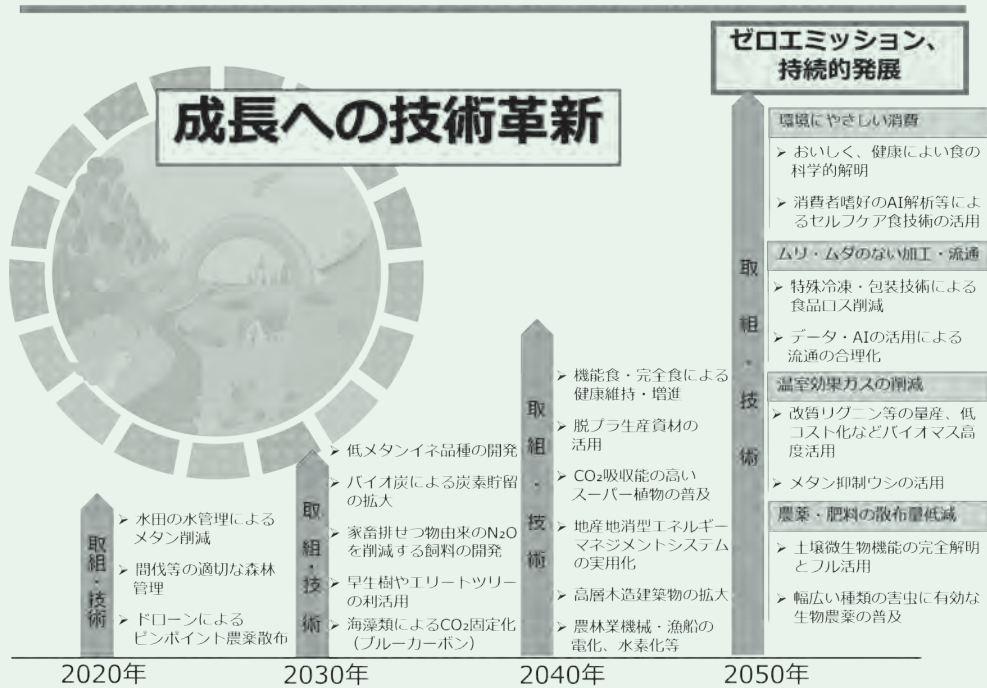 ゼロエミッション、
持続的発展
成長への技術革新
取組・技術
➢ 水田の水管理による
メタン削減
➢ 間伐等の適切な森林
管理
➢ ドローンによる
ピンポイント農薬散布
2020年
取組・技術
➢ 低メタンイネ品種の開発
➢ バイオ炭による炭素貯留
の拡大
➢ 家畜排せつ物由来のN₂O
を削減する飼料の開発
➢ 早生樹やエリートツリー
の利活用
➢ 海藻類によるCO₂固定化
（ブルーカーボン）
2030年
取組・技術
➢ 機能食・完全食による
健康維持・増進
➢ 脱プラ生産資材の
活用
➢ CO₂吸収能の高い
スーパー植物の普及
➢ 地産地消型エネルギー
マネジメントシステム
の実用化
➢ 高層木造建築物の拡大
➢ 農林業機械・漁船の
電化、水素化等
2040年
取組・技術
環境にやさしい消費
➢ おいしく、健康によい食の
科学的解明
➢ 消費者嗜好のAI解析等によ
るセルフケア食技術の活用
ムリ・ムダのない加工・流通
➢ 特殊冷凍・包装技術による
食品ロス削減
➢ データ・AIの活用による
流通の合理化
温室効果ガスの削減
➢ 改質リグニン等の量産、低
コスト化などバイオマス高
度活用
➢ メタン抑制ウシの活用
農薬・肥料の散布量低減
➢ 土壌微生物機能の完全解明
とフル活用
➢ 幅広い種類の害虫に有効な
生物農薬の普及
2050年